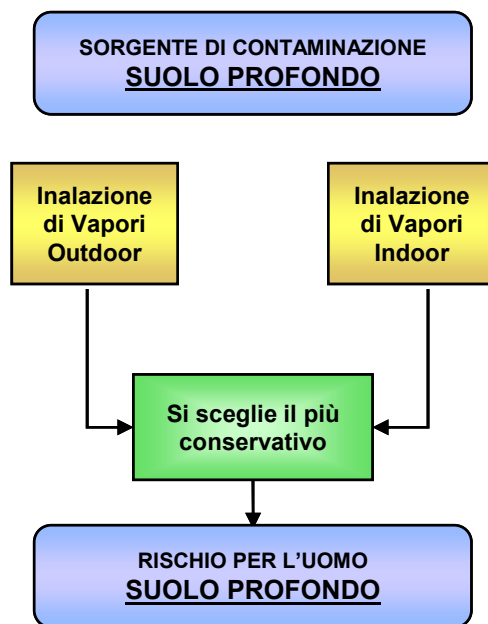 SORGENTE DI CONTAMINAZIONE
SUOLO PROFONDO
Inalazione
di Vapori
Outdoor
Inalazione
di Vapori
Indoor
Si sceglie il più
conservativo
RISCHIO PER L'UOMO
SUOLO PROFONDO